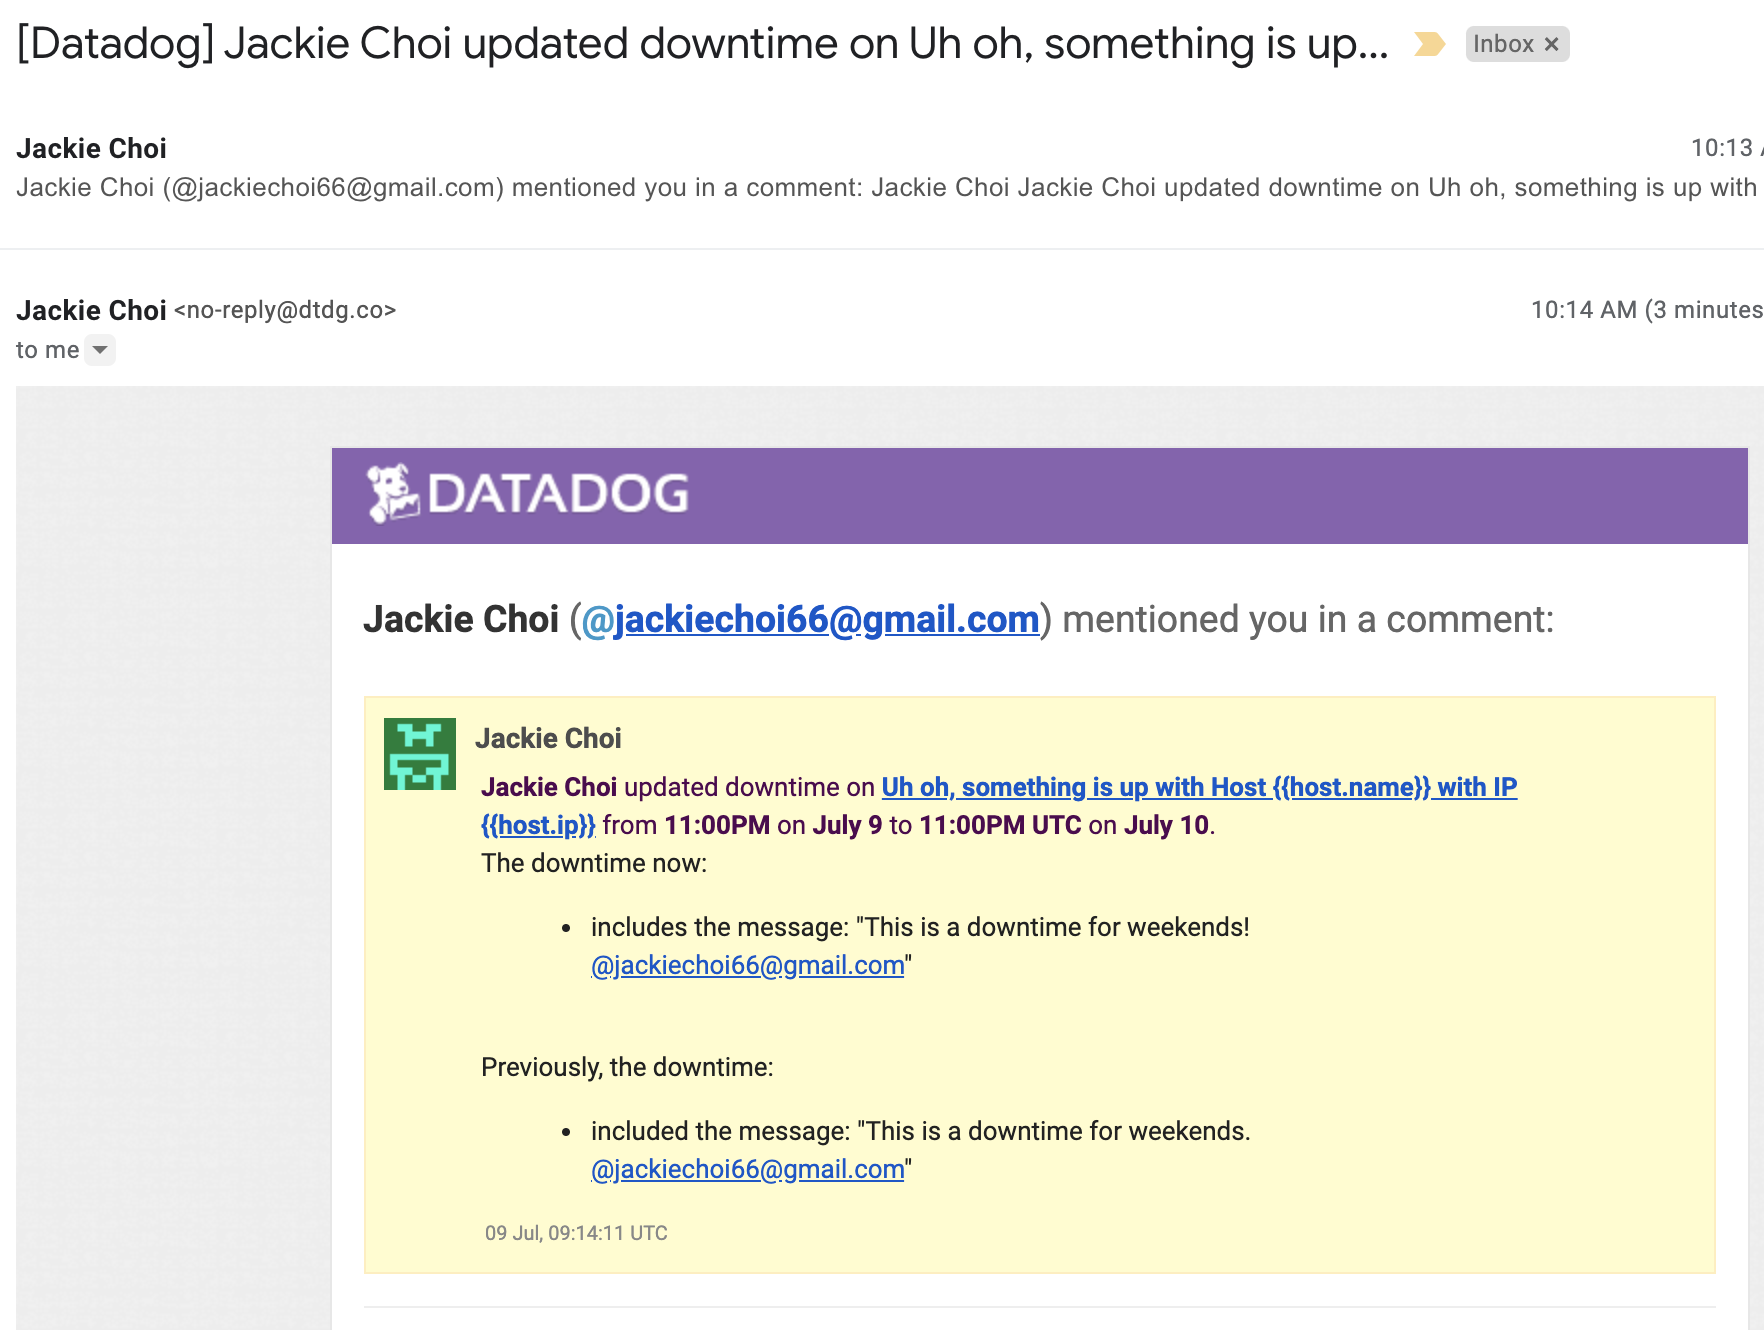 [Datadog] Jackie Choi updated downtime on Uh oh, something is up...
Inbox ×
Jackie Choi
10:13
Jackie Choi (@jackiechoi66@gmail.com) mentioned you in a comment: Jackie Choi Jackie Choi updated downtime on Uh oh, something is up with
Jackie Choi <no-reply@dtdg.co>
10:14 AM (3 minutes
to me
DATADOG
Jackie Choi (@jackiechoi66@gmail.com) mentioned you in a comment:
Jackie Choi
Jackie Choi updated downtime on Uh oh, something is up with Host {{host.name}} with IP
{{host.ip}} from 11:00PM on July 9 to 11:00PM UTC on July 10.
The downtime now:
• includes the message: "This is a downtime for weekends!
@jackiechoi66@gmail.com"
Previously, the downtime:
• included the message: "This is a downtime for weekends.
@jackiechoi66@gmail.com"
09 Jul, 09:14:11 UTC